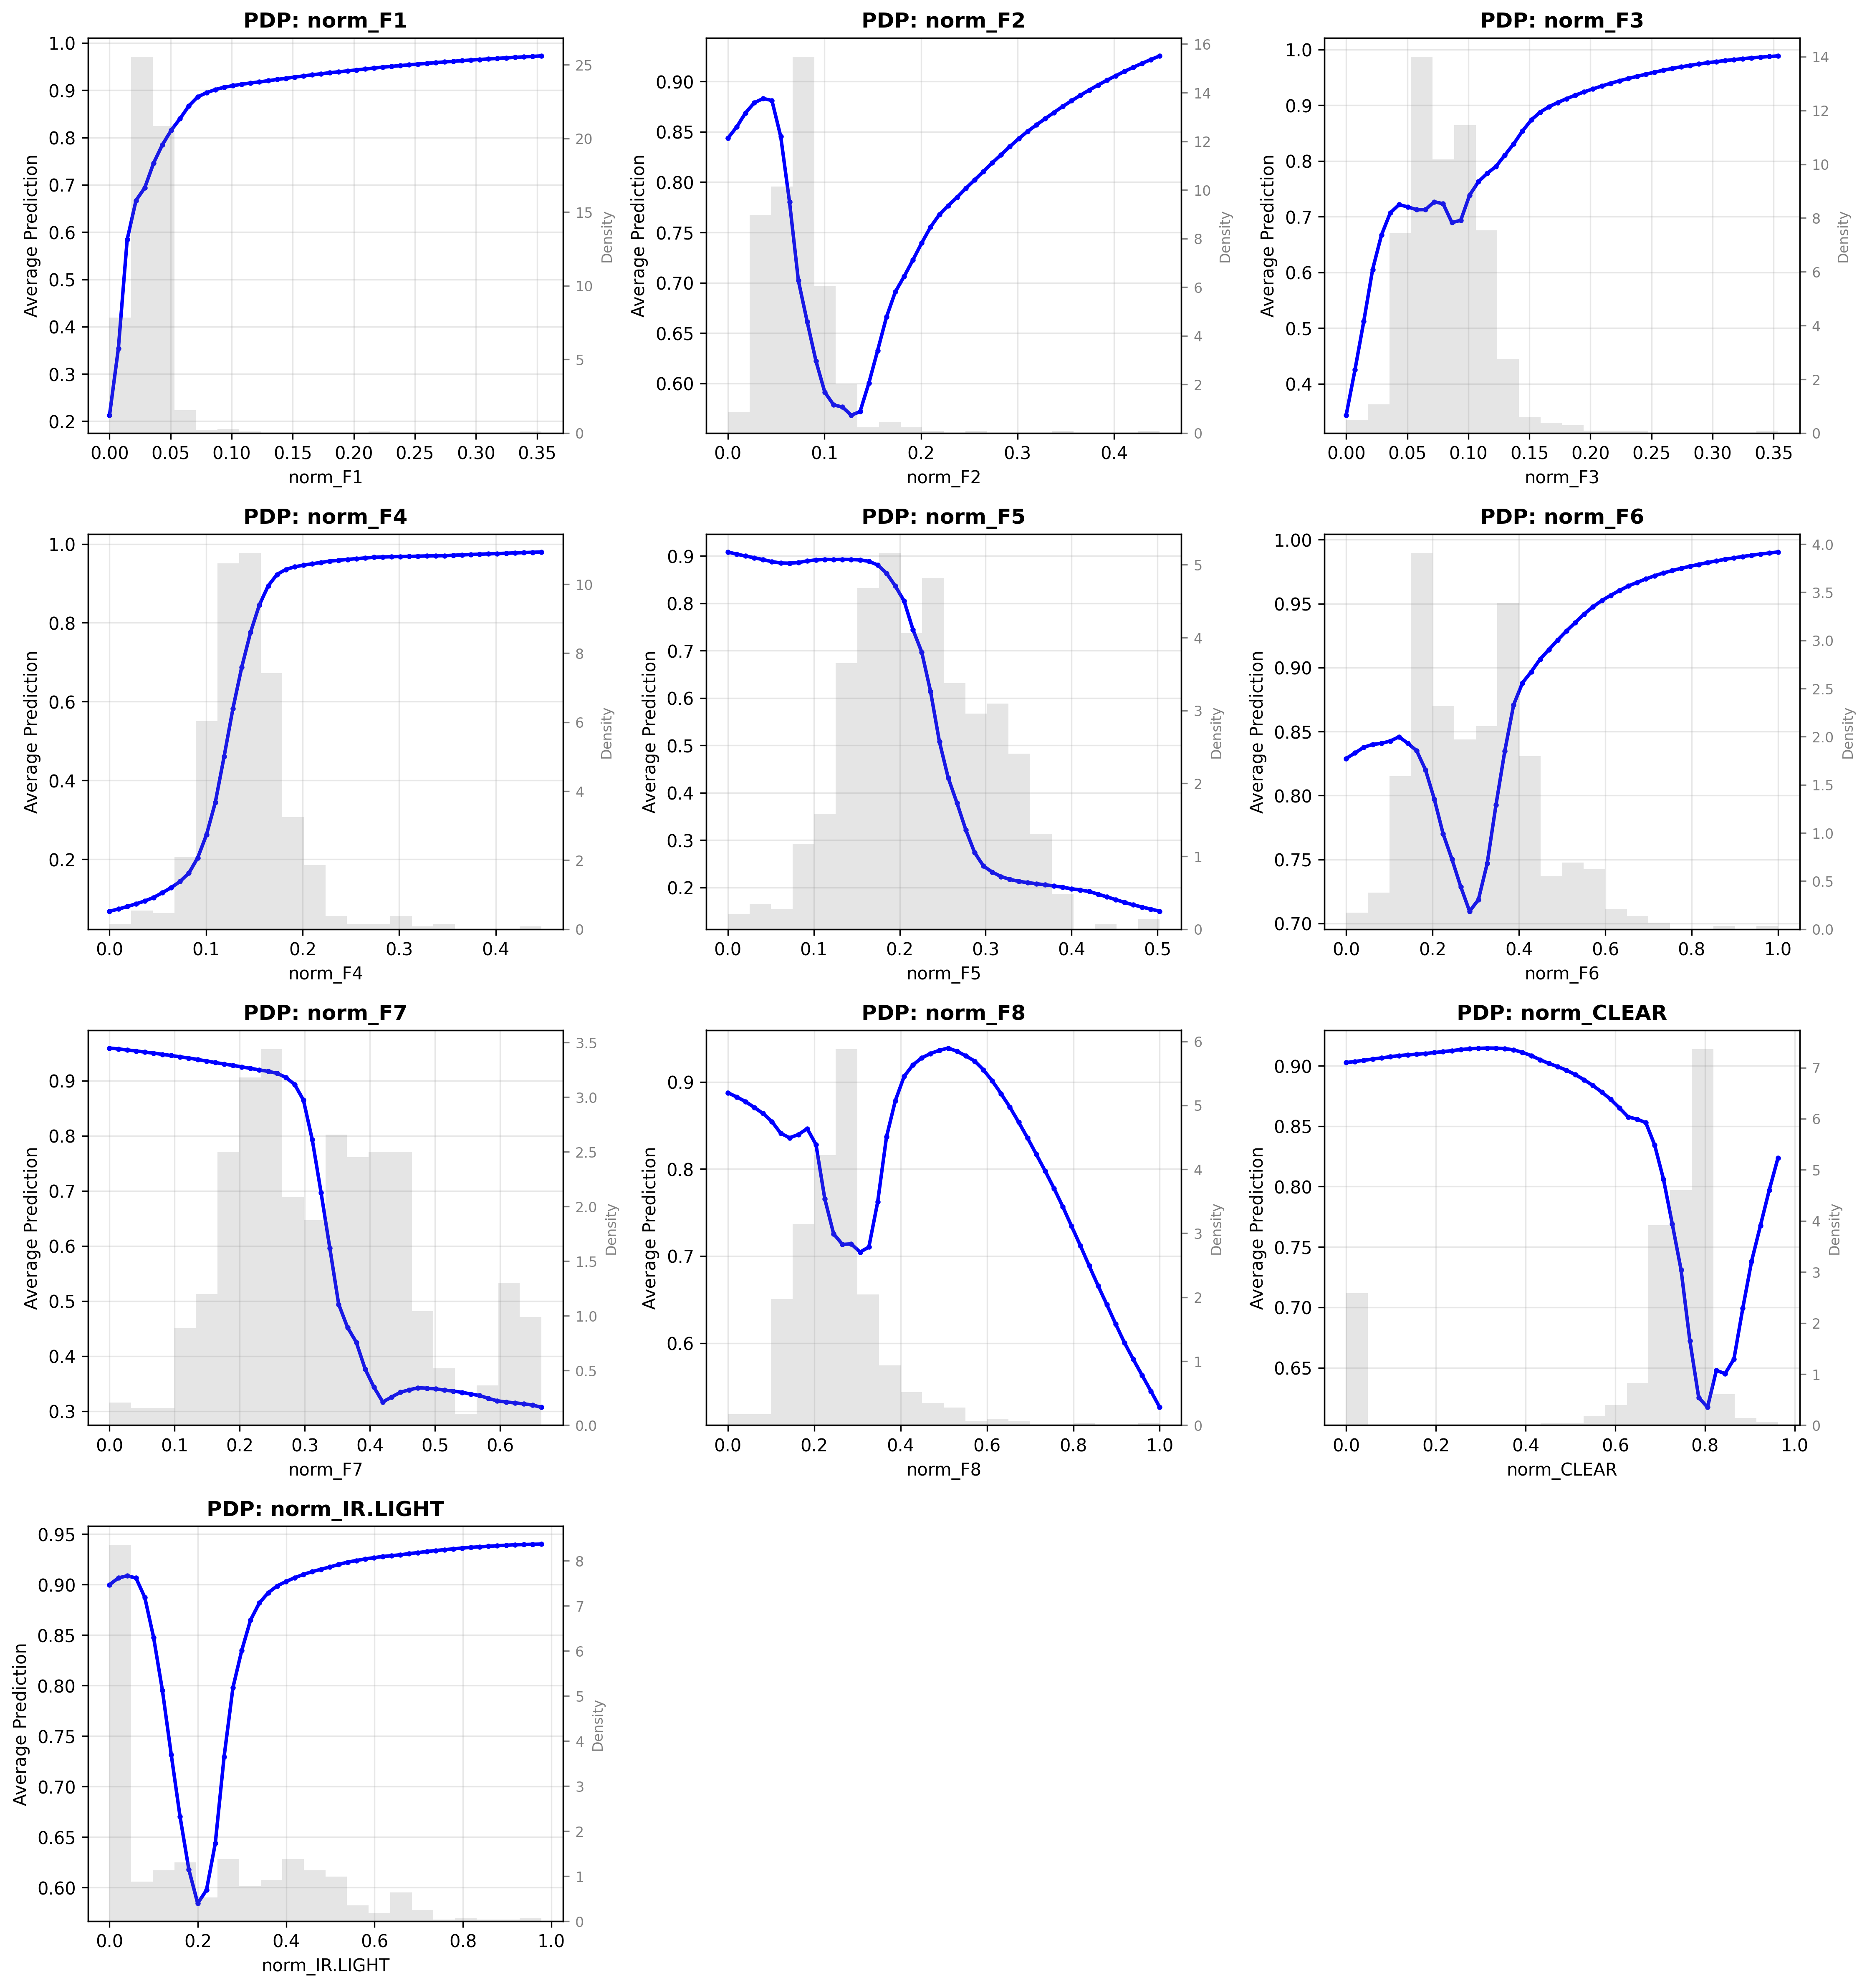 PDP: norm_F1
Average Prediction
1.0
0.9
0.8
0.7
0.6
0.5
0.4
0.3
0.2
0.00 0.05 0.10 0.15 0.20 0.25 0.30 0.35
norm_F1
25
20
15
10
5
0
Density
PDP: norm_F2
Average Prediction
0.90
0.85
0.80
0.75
0.70
0.65
0.60
0.0 0.1 0.2 0.3 0.4
norm_F2
16
14
12
10
8
6
4
2
0
Density
PDP: norm_F3
Average Prediction
1.0
0.9
0.8
0.7
0.6
0.5
0.4
0.00 0.05 0.10 0.15 0.20 0.25 0.30 0.35
norm_F3
14
12
10
8
6
4
2
0
Density
PDP: norm_F4
Average Prediction
1.0
0.8
0.6
0.4
0.2
0.0 0.1 0.2 0.3 0.4
norm_F4
10
8
6
4
2
0
Density
PDP: norm_F5
Average Prediction
0.9
0.8
0.7
0.6
0.5
0.4
0.3
0.2
0.0 0.1 0.2 0.3 0.4 0.5
norm_F5
5
4
3
2
1
0
Density
PDP: norm_F6
Average Prediction
1.00
0.95
0.90
0.85
0.80
0.75
0.70
0.0 0.2 0.4 0.6 0.8 1.0
norm_F6
4.0
3.5
3.0
2.5
2.0
1.5
1.0
0.5
0.0
Density
PDP: norm_F7
Average Prediction
0.9
0.8
0.7
0.6
0.5
0.4
0.3
0.0 0.1 0.2 0.3 0.4 0.5 0.6
norm_F7
3.5
3.0
2.5
2.0
1.5
1.0
0.5
0.0
Density
PDP: norm_F8
Average Prediction
0.9
0.8
0.7
0.6
0.0 0.2 0.4 0.6 0.8 1.0
norm_F8
6
5
4
3
2
1
0
Density
PDP: norm_CLEAR
Average Prediction
0.90
0.85
0.80
0.75
0.70
0.65
0.0 0.2 0.4 0.6 0.8 1.0
norm_CLEAR
7
6
5
4
3
2
1
0
Density
PDP: norm_IR.LIGHT
Average Prediction
0.95
0.90
0.85
0.80
0.75
0.70
0.65
0.60
0.0 0.2 0.4 0.6 0.8 1.0
norm_IR.LIGHT
8
7
6
5
4
3
2
1
0
Density